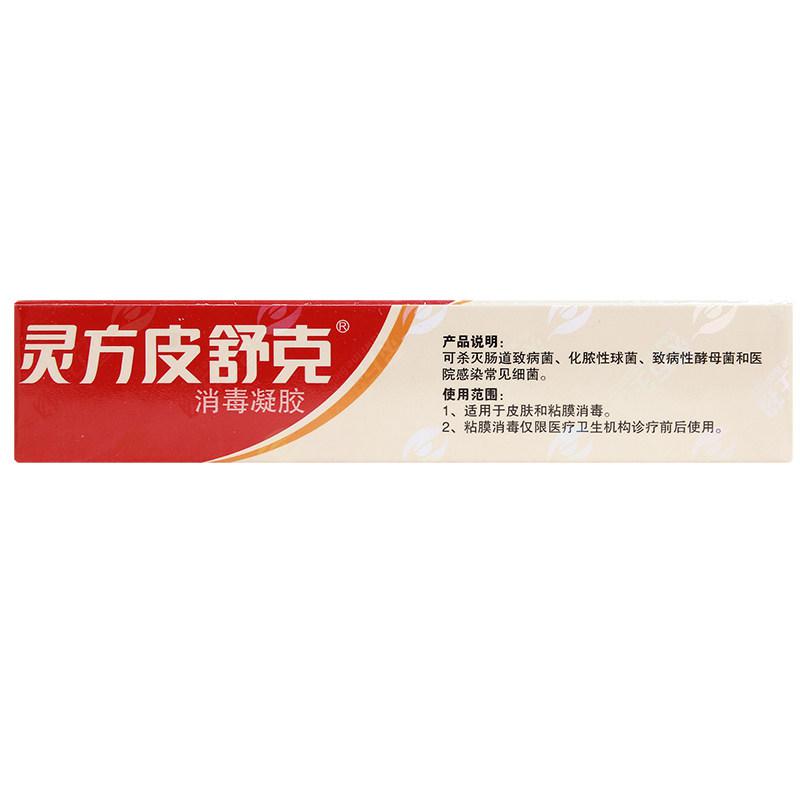 灵方皮舒克®
消毒凝胶
产品说明：
可杀灭肠道致病菌、化脓性球菌、致病性酵母菌和医
院感染常见细菌。
使用范围：
1、适用于皮肤和粘膜消毒。
2、粘膜消毒仅限医疗卫生机构诊疗前后使用。